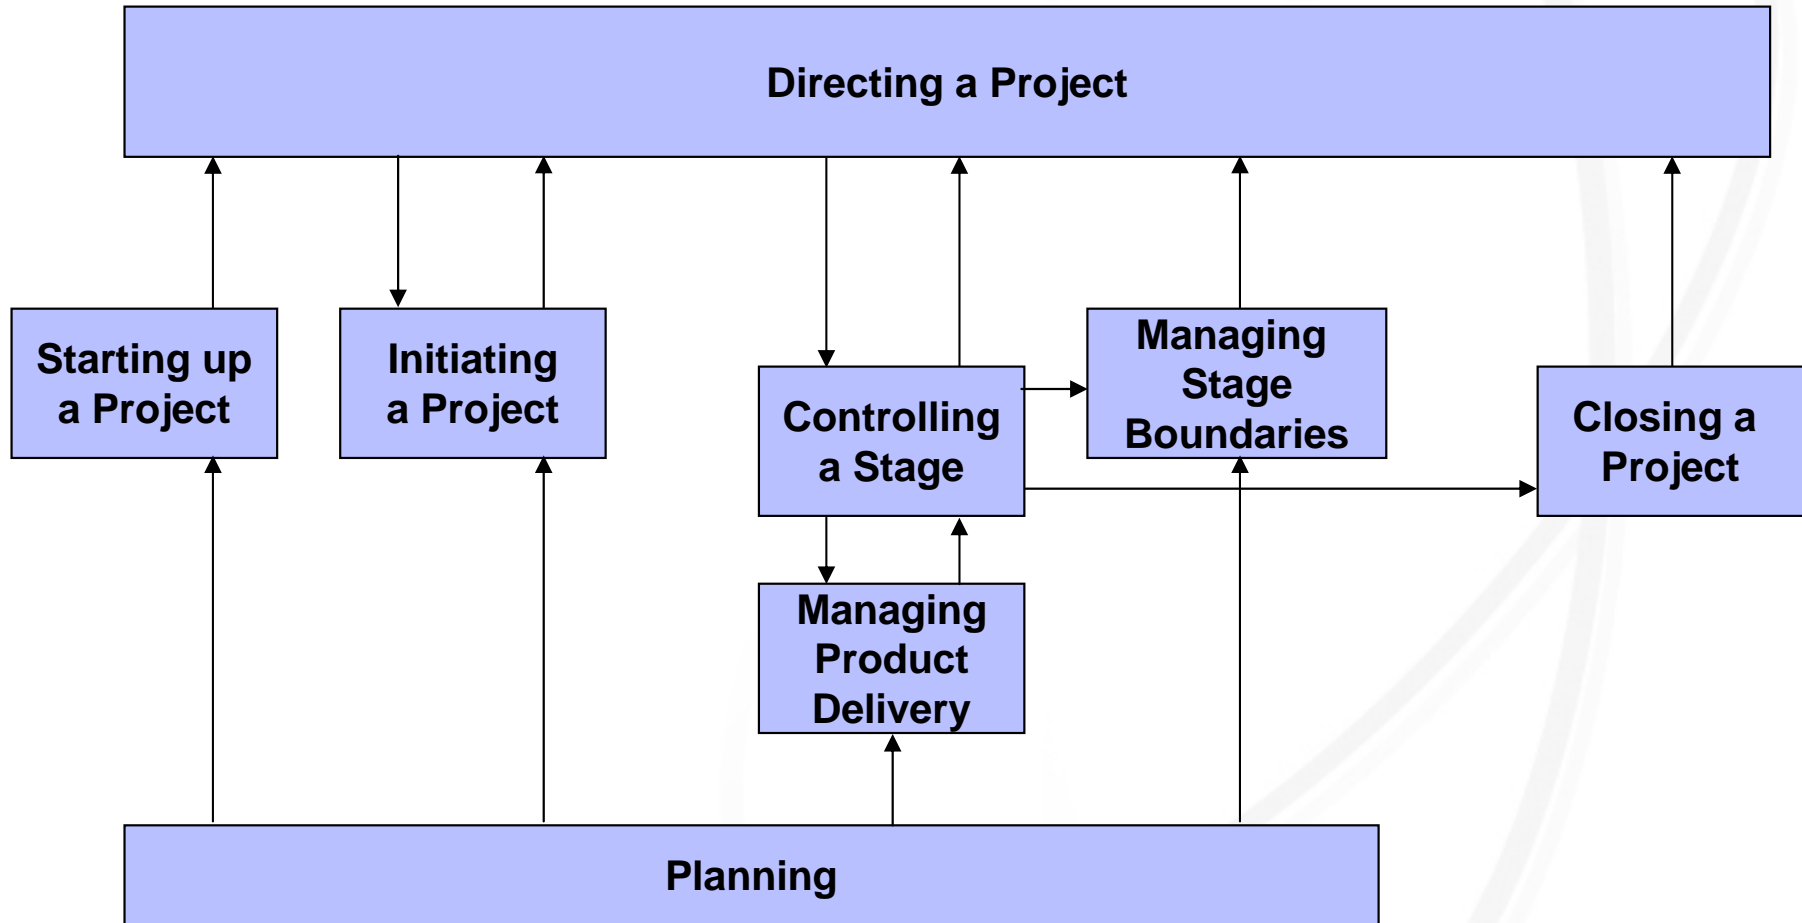 Directing a Project
Starting up
a Project
Initiating
a Project
Controlling
a Stage
Managing
Stage
Boundaries
Closing a
Project
Managing
Product
Delivery
Planning